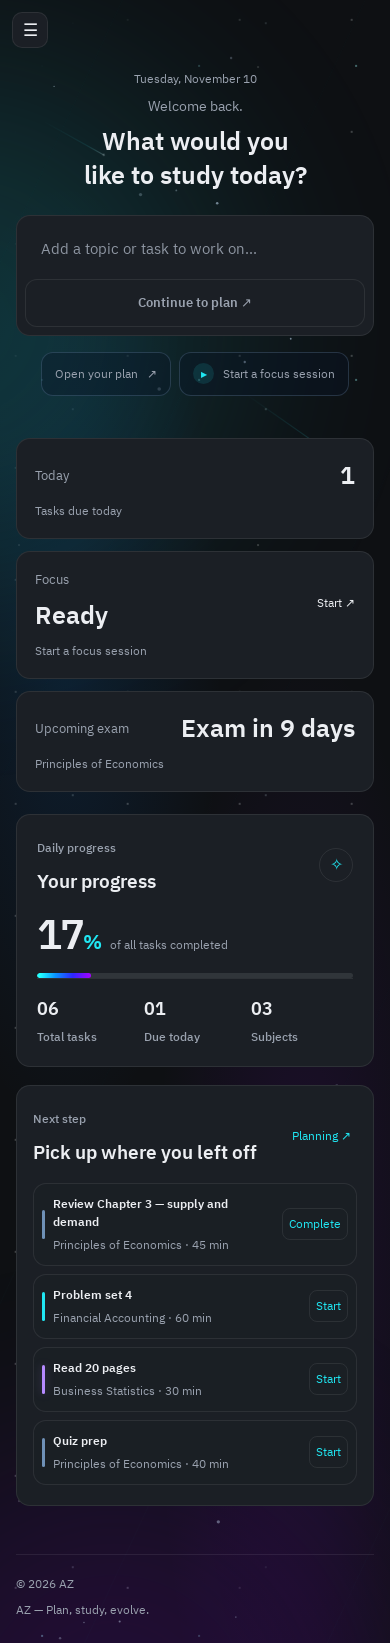 ☰
Tuesday, November 10
Welcome back.
What would you
like to study today?
Add a topic or task to work on...
Continue to plan ↗
Open your plan ↗
Start a focus session
Today
1
Tasks due today
Focus
Ready
Start ↗
Start a focus session
Upcoming exam
Exam in 9 days
Principles of Economics
Daily progress
Your progress
17% of all tasks completed
06 01 03
Total tasks Due today Subjects
Next step
Planning ↗
Pick up where you left off
Review Chapter 3 — supply and
demand
Complete
Principles of Economics · 45 min
Problem set 4
Start
Financial Accounting · 60 min
Read 20 pages
Start
Business Statistics · 30 min
Quiz prep
Start
Principles of Economics · 40 min
© 2026 AZ
AZ — Plan, study, evolve.